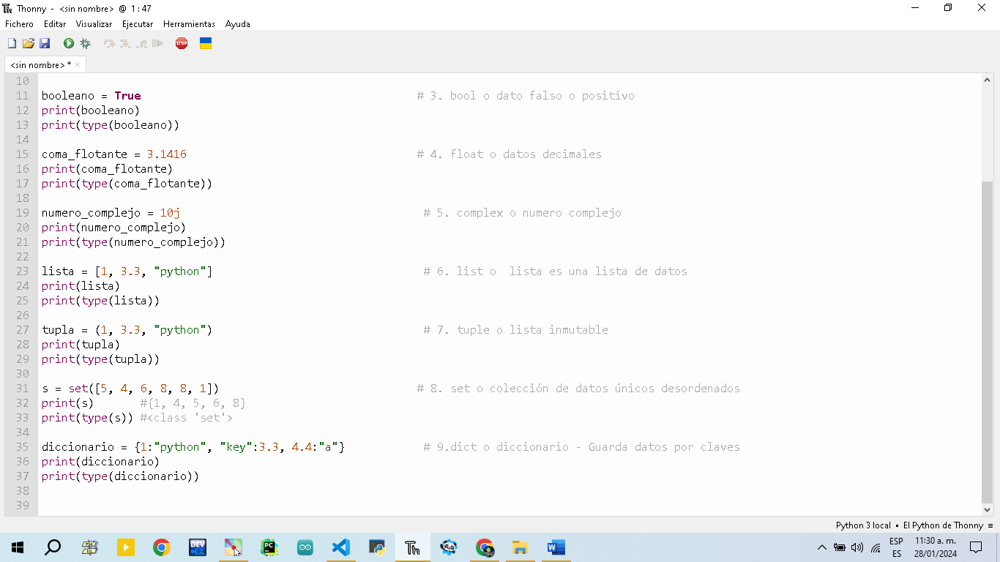 Thonny - <sin nombre> @ 1 : 47
Fichero Editar Visualizar Ejecutar Herramientas Ayuda
STOP
<sin nombre> * ×
10
11 booleano = True # 3. bool o dato falso o positivo
12 print(booleano)
13 print(type(booleano))
14
15 coma_flotante = 3.1416 # 4. float o datos decimales
16 print(coma_flotante)
17 print(type(coma_flotante))
18
19 numero_complejo = 10j # 5. complex o numero complejo
20 print(numero_complejo)
21 print(type(numero_complejo))
22
23 lista = [1, 3.3, "python"] # 6. list o  lista es una lista de datos
24 print(lista)
25 print(type(lista))
26
27 tupla = (1, 3.3, "python") # 7. tuple o lista inmutable
28 print(tupla)
29 print(type(tupla))
30
31 s = set([5, 4, 6, 8, 8, 1]) # 8. set o colección de datos únicos desordenados
32 print(s) #{1, 4, 5, 6, 8}
33 print(type(s)) #<class 'set'>
34
35 diccionario = {1:"python", "key":3.3, 4.4:"a"} # 9.dict o diccionario - Guarda datos por claves
36 print(diccionario)
37 print(type(diccionario))
38
39
Python 3 local • El Python de Thonny ≡
DEV
PC
Th
W
ESP
ES
11:30 a. m.
28/01/2024